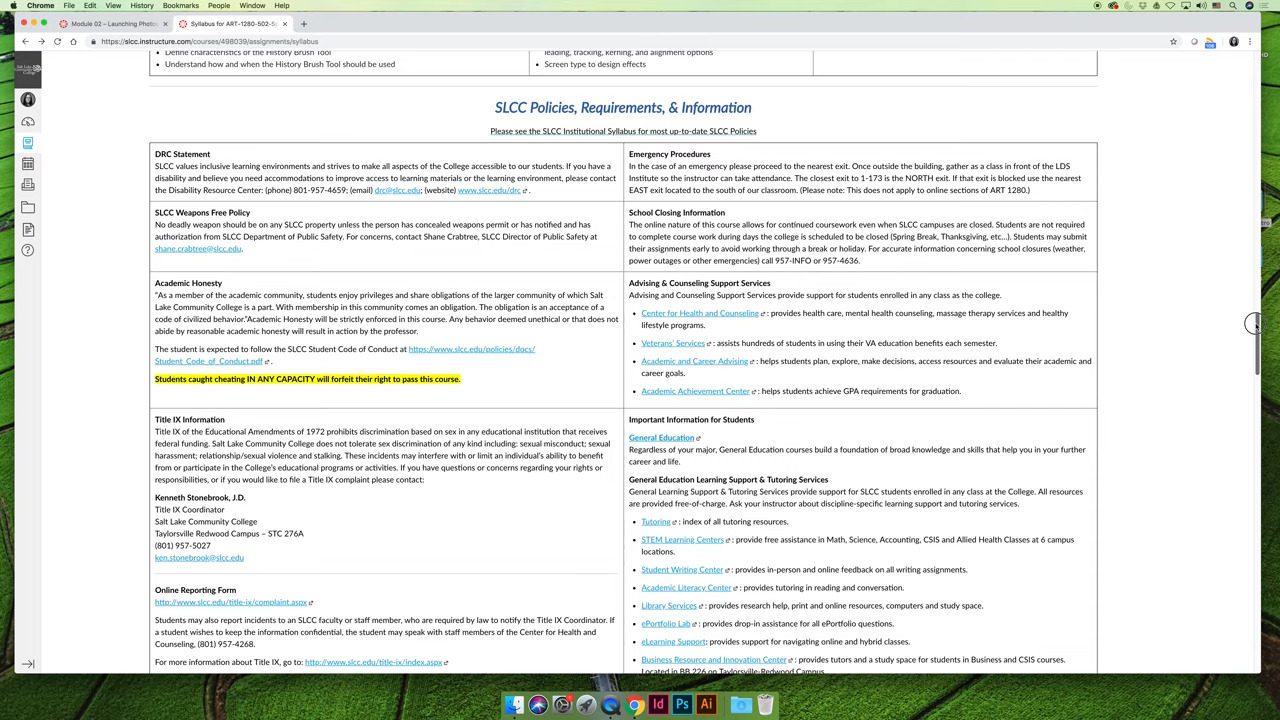 Chrome File Edit View History Bookmarks People Window Help
Module 02 – Launching Photos
Syllabus for ART-1280-502-S
https://slcc.instructure.com/courses/498039/assignments/syllabus
Define characteristics of the History Brush Tool
Understand how and when the History Brush Tool should be used
leading, tracking, kerning, and alignment options
Screen type to design effects
SLCC Policies, Requirements, & Information
Please see the SLCC Institutional Syllabus for most up-to-date SLCC Policies
DRC Statement
SLCC values inclusive learning environments and strives to make all aspects of the College accessible to our students. If you have a
disability and believe you need accommodations to improve access to learning materials or the learning environment, please contact
the Disability Resource Center: (phone) 801-957-4659; (email) drc@slcc.edu; (website) www.slcc.edu/drc .
Emergency Procedures
In the case of an emergency please proceed to the nearest exit. Once outside the building, gather as a class in front of the LDS
Institute so the instructor can take attendance. The closest exit to 1-173 is the NORTH exit. If that exit is blocked use the nearest
EAST exit located to the south of our classroom. (Please note: This does not apply to online sections of ART 1280.)
SLCC Weapons Free Policy
No deadly weapon should be on any SLCC property unless the person has concealed weapons permit or has notified and has
authorization from SLCC Department of Public Safety. For concerns, contact Shane Crabtree, SLCC Director of Public Safety at
shane.crabtree@slcc.edu.
School Closing Information
The online nature of this course allows for continued coursework even when SLCC campuses are closed. Students are not required
to complete course work during days the college is scheduled to be closed (Spring Break, Thanksgiving, etc...). Students may submit
their assignments early to avoid working through a break or holiday. For accurate information concerning school closures (weather,
power outages or other emergencies) call 957-INFO or 957-4636.
Academic Honesty
"As a member of the academic community, students enjoy privileges and share obligations of the larger community of which Salt
Lake Community College is a part. With membership in this community comes an obligation. The obligation is an acceptance of a
code of civilized behavior."Academic Honesty will be strictly enforced in this course. Any behavior deemed unethical or that does not
abide by reasonable academic honesty will result in action by the professor.
The student is expected to follow the SLCC Student Code of Conduct at https://www.slcc.edu/policies/docs/
Student_Code_of_Conduct.pdf .
Students caught cheating IN ANY CAPACITY will forfeit their right to pass this course.
Advising & Counseling Support Services
Advising and Counseling Support Services provide support for students enrolled in any class at the college.
Center for Health and Counseling : provides health care, mental health counseling, massage therapy services and healthy
lifestyle programs.
Veterans' Services : assists hundreds of students in using their VA education benefits each semester.
Academic and Career Advising : helps students plan, explore, make decisions, access resources and evaluate their academic and
career goals.
Academic Achievement Center : helps students achieve GPA requirements for graduation.
Title IX Information
Title IX of the Educational Amendments of 1972 prohibits discrimination based on sex in any educational institution that receives
federal funding. Salt Lake Community College does not tolerate sex discrimination of any kind including: sexual misconduct; sexual
harassment; relationship/sexual violence and stalking. These incidents may interfere with or limit an individual's ability to benefit
from or participate in the College's educational programs or activities. If you have questions or concerns regarding your rights or
responsibilities, or if you would like to file a Title IX complaint please contact:
Kenneth Stonebrook, J.D.
Title IX Coordinator
Salt Lake Community College
Taylorsville Redwood Campus – STC 276A
(801) 957-5027
ken.stonebrook@slcc.edu
Online Reporting Form
http://www.slcc.edu/title-ix/complaint.aspx
Students may also report incidents to an SLCC faculty or staff member, who are required by law to notify the Title IX Coordinator. If
a student wishes to keep the information confidential, the student may speak with staff members of the Center for Health and
Counseling, (801) 957-4268.
For more information about Title IX, go to: http://www.slcc.edu/title-ix/index.aspx
Important Information for Students
General Education
Regardless of your major, General Education courses build a foundation of broad knowledge and skills that help you in your further
career and life.
General Education Learning Support & Tutoring Services
General Learning Support & Tutoring Services provide support for SLCC students enrolled in any class at the College. All resources
are provided free-of-charge. Ask your instructor about discipline-specific learning support and tutoring services.
Tutoring : index of all tutoring resources.
STEM Learning Centers : provide free assistance in Math, Science, Accounting, CSIS and Allied Health Classes at 6 campus
locations.
Student Writing Center : provides in-person and online feedback on all writing assignments.
Academic Literacy Center : provides tutoring in reading and conversation.
Library Services : provides research help, print and online resources, computers and study space.
ePortfolio Lab : provides drop-in assistance for all ePortfolio questions.
eLearning Support: provides support for navigating online and hybrid classes.
Business Resource and Innovation Center : provides tutors and a study space for students in Business and CSIS courses.
Located in BB 226 on Taylorsville-Redwood Campus.
Id Ps Ai